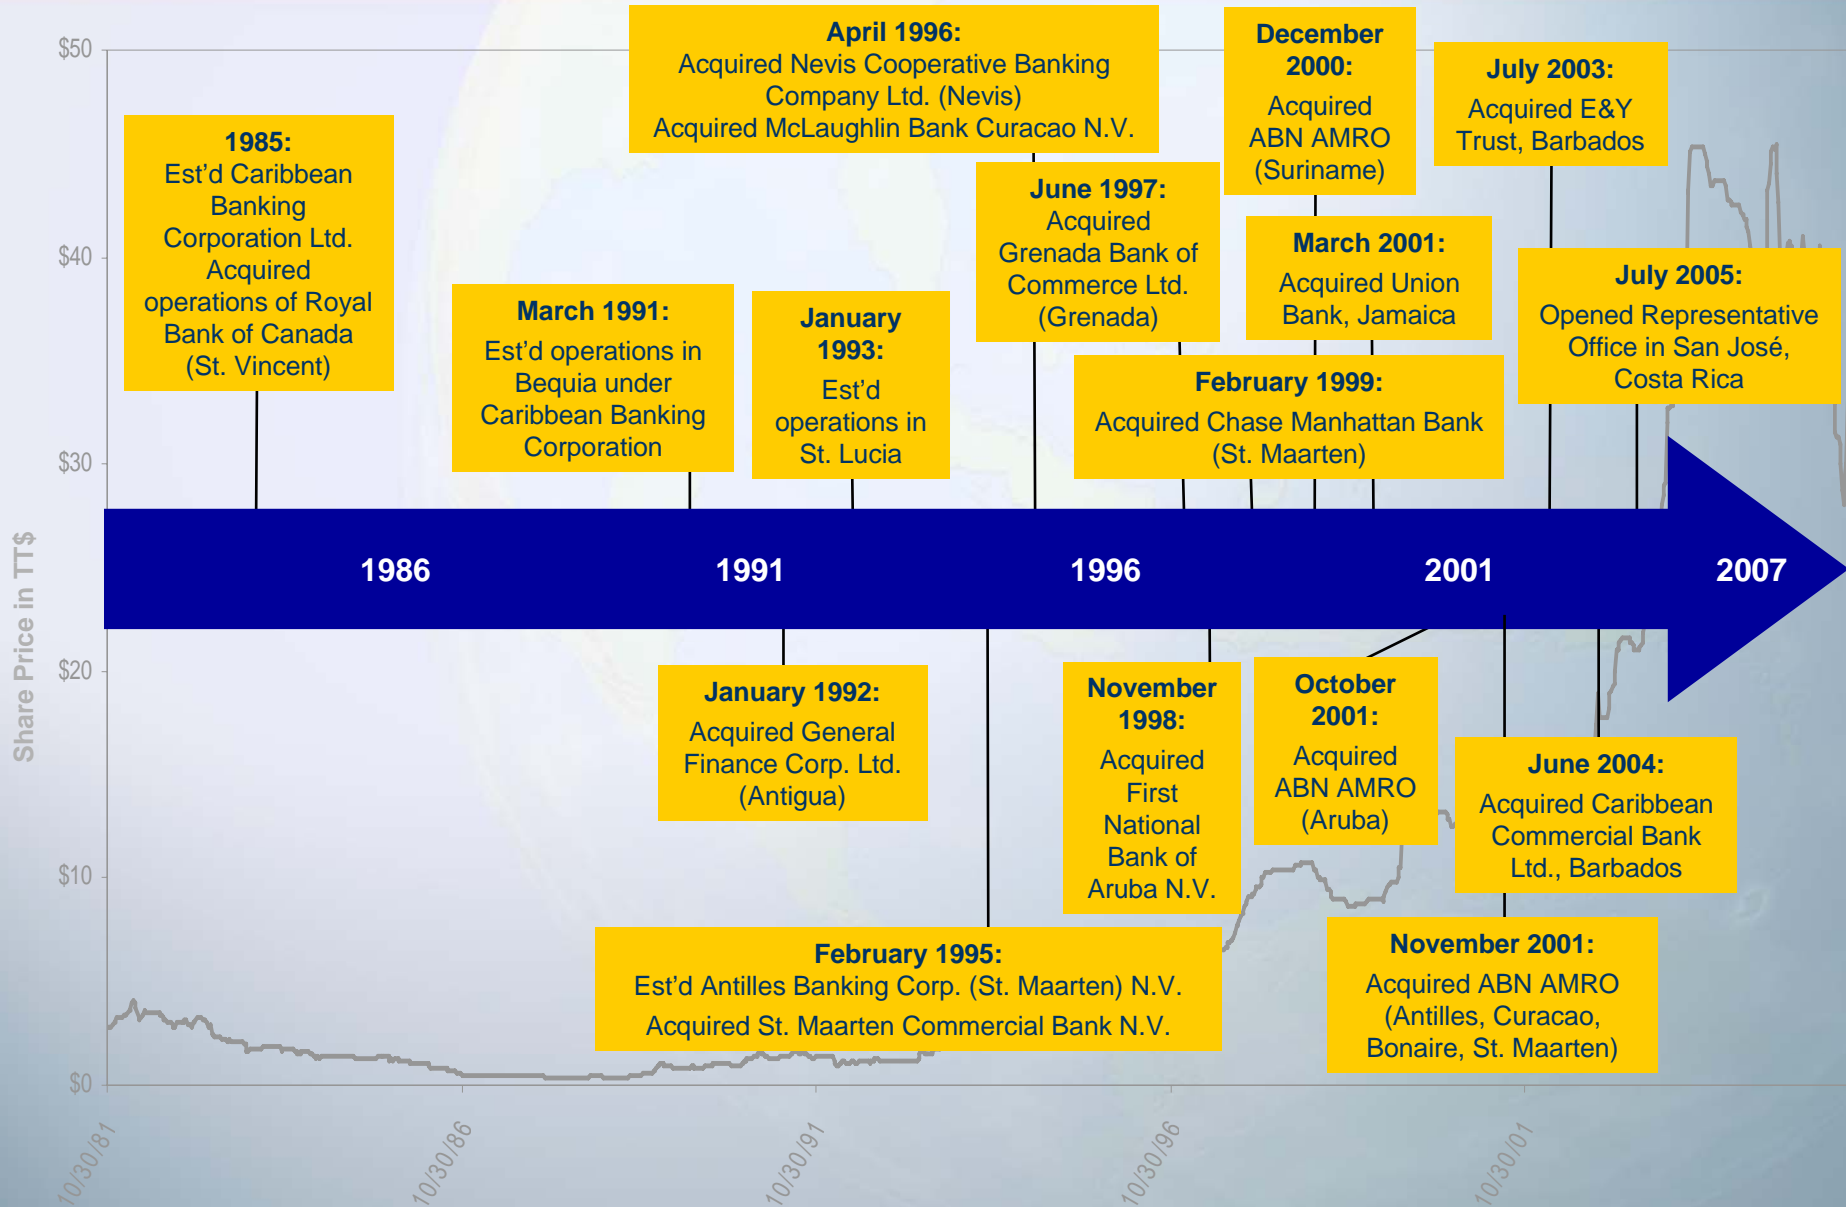 $50
$40
$30
$20
$10
$0
Share Price in TT$
1985:
Est’d Caribbean
Banking
Corporation Ltd.
Acquired
operations of Royal
Bank of Canada
(St. Vincent)
March 1991:
Est’d operations in
Bequia under
Caribbean Banking
Corporation
January
1993:
Est’d
operations in
St. Lucia
April 1996:
Acquired Nevis Cooperative Banking
Company Ltd. (Nevis)
Acquired McLaughlin Bank Curacao N.V.
June 1997:
Acquired
Grenada Bank of
Commerce Ltd.
(Grenada)
February 1999:
Acquired Chase Manhattan Bank
(St. Maarten)
December
2000:
Acquired
ABN AMRO
(Suriname)
March 2001:
Acquired Union
Bank, Jamaica
July 2003:
Acquired E&Y
Trust, Barbados
July 2005:
Opened Representative
Office in San José,
Costa Rica
1986
1991
1996
2001
2007
January 1992:
Acquired General
Finance Corp. Ltd.
(Antigua)
February 1995:
Est’d Antilles Banking Corp. (St. Maarten) N.V.
Acquired St. Maarten Commercial Bank N.V.
November
1998:
Acquired
First
National
Bank of
Aruba N.V.
October
2001:
Acquired
ABN AMRO
(Aruba)
June 2004:
Acquired Caribbean
Commercial Bank
Ltd., Barbados
November 2001:
Acquired ABN AMRO
(Antilles, Curacao,
Bonaire, St. Maarten)
10/30/81
10/30/86
10/30/91
10/30/96
10/30/01